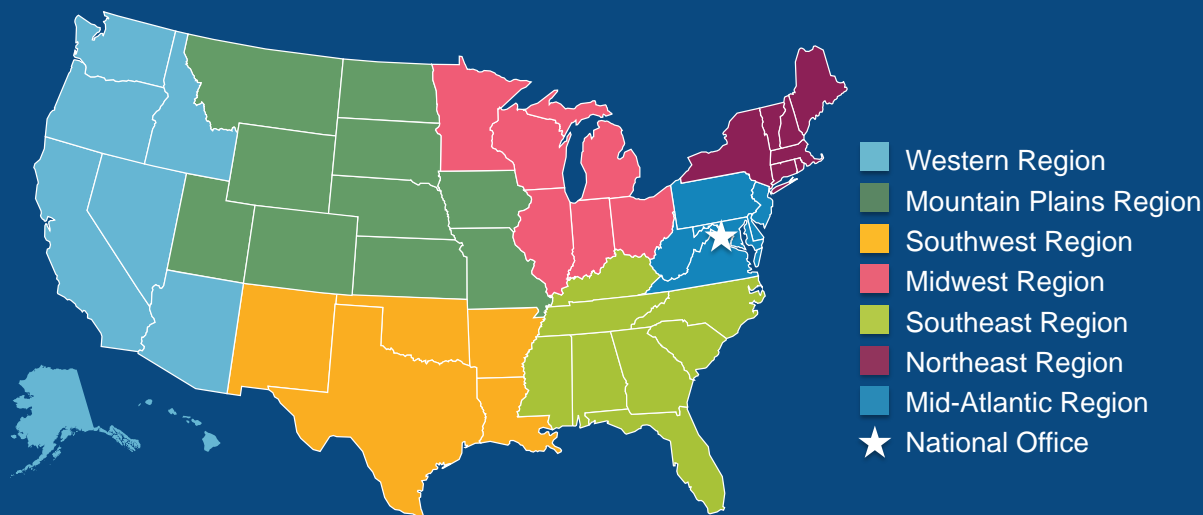 Western Region
Mountain Plains Region
Southwest Region
Midwest Region
Southeast Region
Northeast Region
Mid-Atlantic Region
National Office